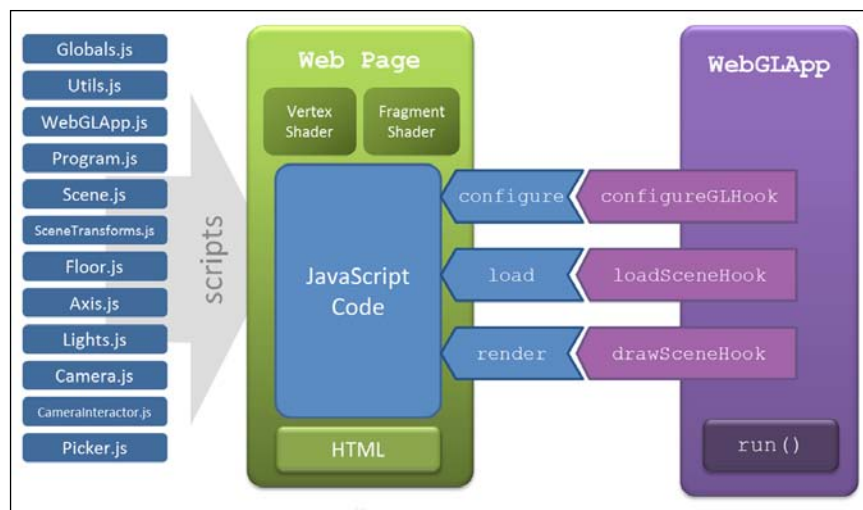 Globals.js
Utils.js
WebGLApp.js
Program.js
Scene.js
SceneTransforms.js
Floor.js
Axis.js
Lights.js
Camera.js
CameraInteractor.js
Picker.js
scripts
Web Page
Vertex
Shader
Fragment
Shader
JavaScript
Code
HTML
configure
load
render
WebGLApp
configureGLHook
loadSceneHook
drawSceneHook
run()